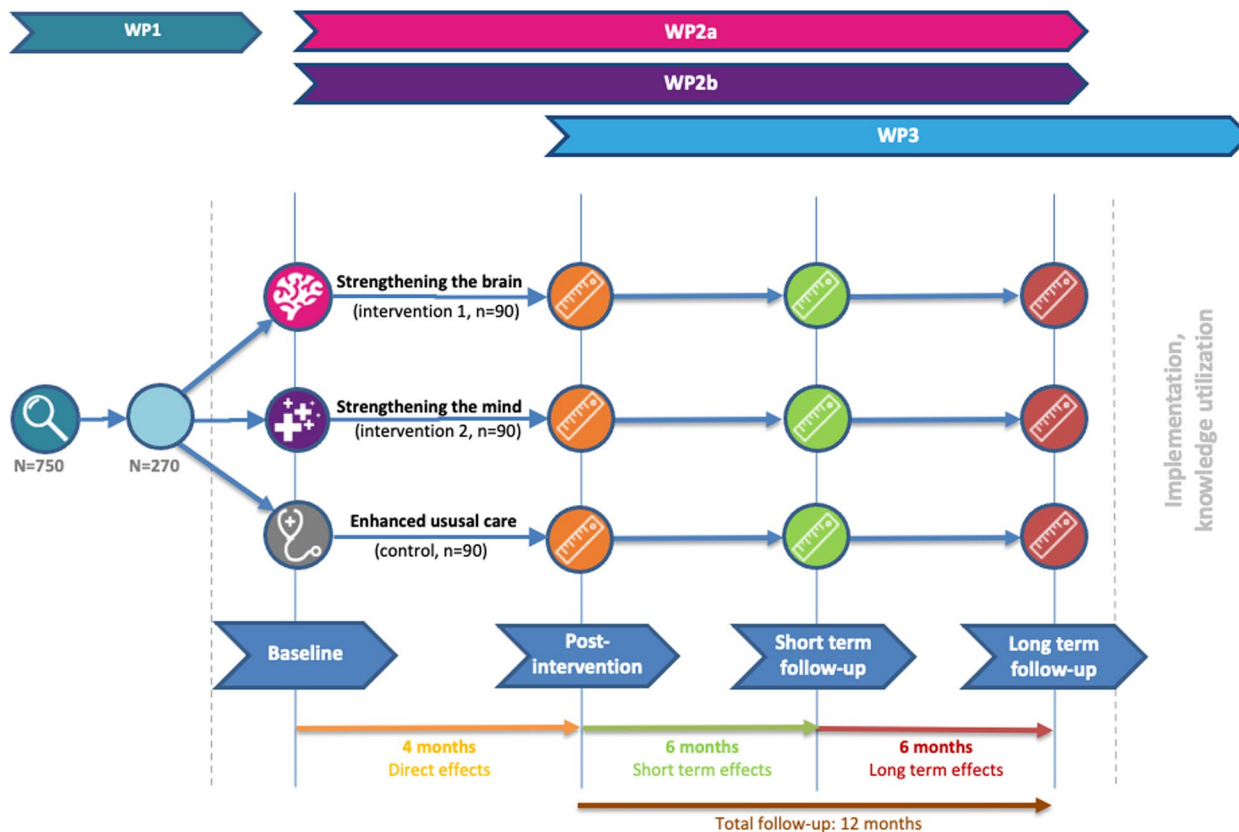 WP1
WP2a
WP2b
WP3
Strengthening the brain
(intervention 1, n=90)
Strengthening the mind
(intervention 2, n=90)
N=750
N=270
Enhanced ususal care
(control, n=90)
Implementation,
knowledge utilization
Baseline
Post-
intervention
Short term
follow-up
Long term
follow-up
4 months
Direct effects
6 months
Short term effects
6 months
Long term effects
Total follow-up: 12 months